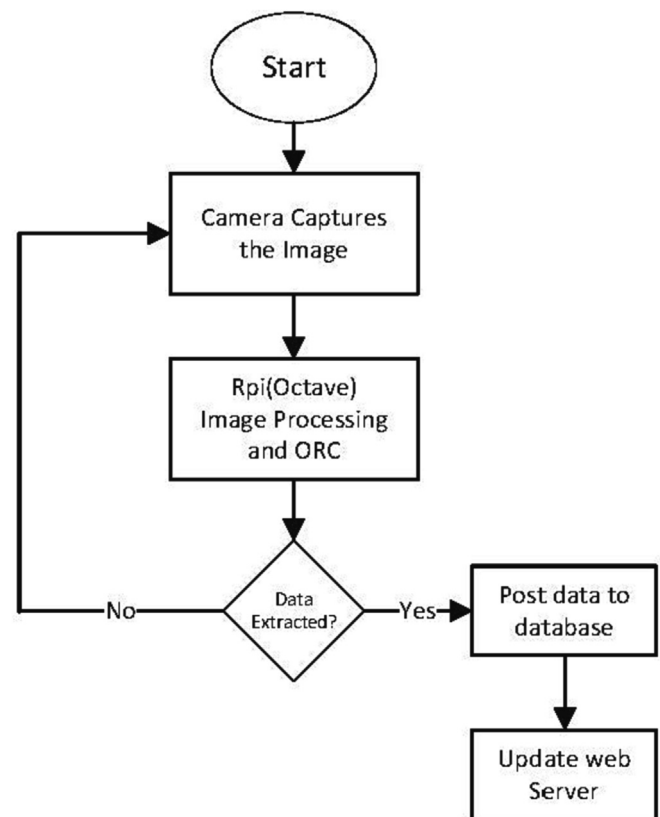 Start
Camera Captures
the Image
Rpi(Octave)
Image Processing
and ORC
Data
Extracted?
No
Yes
Post data to
database
Update web
Server